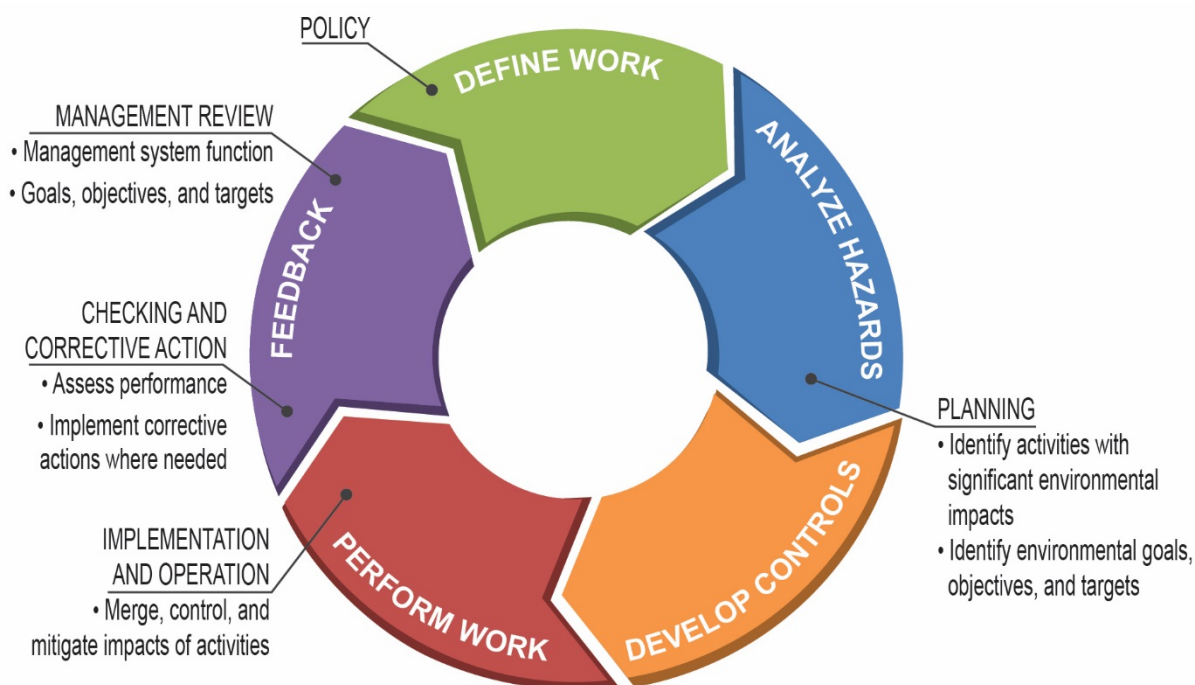 POLICY
DEFINE WORK
MANAGEMENT REVIEW
• Management system function
• Goals, objectives, and targets
ANALYZE HAZARDS
FEEDBACK
CHECKING AND
CORRECTIVE ACTION
• Assess performance
• Implement corrective
actions where needed
PLANNING
• Identify activities with
significant environmental
impacts
• Identify environmental goals,
objectives, and targets
DEVELOP CONTROLS
PERFORM WORK
IMPLEMENTATION
AND OPERATION
• Merge, control, and
mitigate impacts of activities